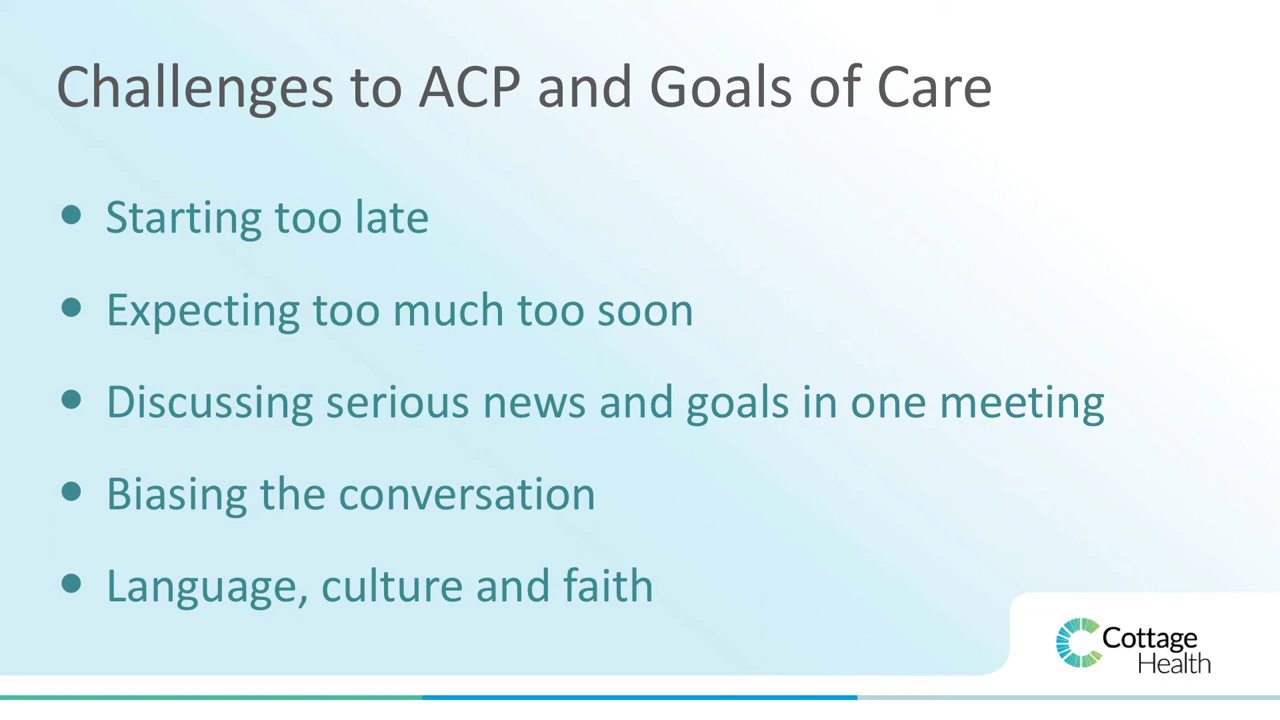 Challenges to ACP and Goals of Care
• Starting too late
• Expecting too much too soon
• Discussing serious news and goals in one meeting
• Biasing the conversation
• Language, culture and faith
Cottage
Health